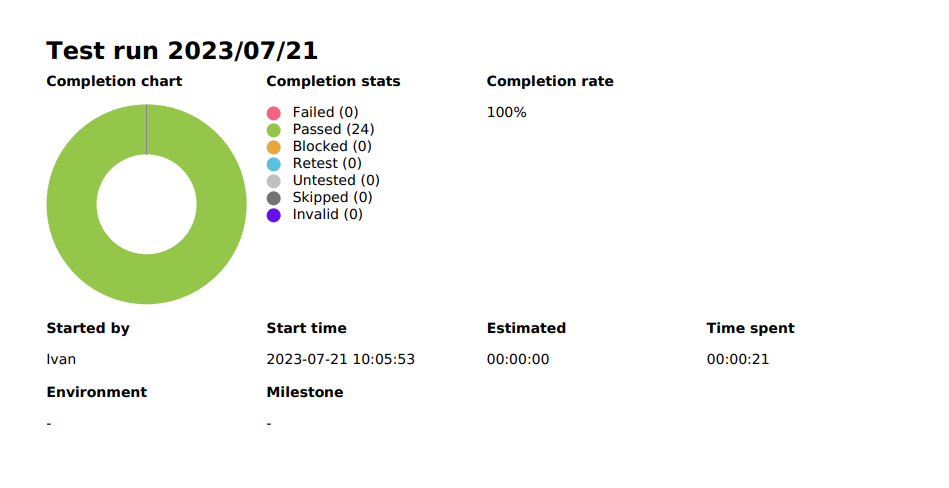 Test run 2023/07/21
Completion chart
Completion stats
Completion rate
Failed (0)
Passed (24)
Blocked (0)
Retest (0)
Untested (0)
Skipped (0)
Invalid (0)
100%
Started by
Start time
Estimated
Time spent
Ivan
2023-07-21 10:05:53
00:00:00
00:00:21
Environment
Milestone
-
-